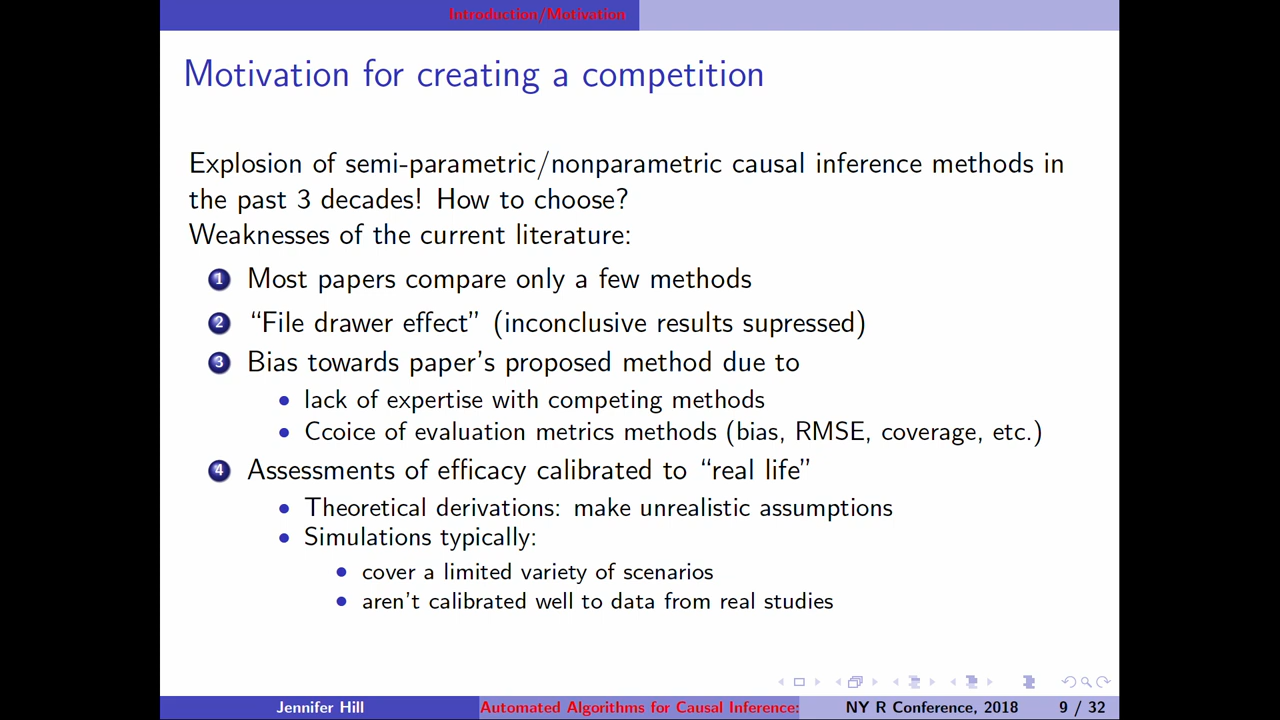 Introduction/Motivation
Motivation for creating a competition
Explosion of semi-parametric/nonparametric causal inference methods in
the past 3 decades! How to choose?
Weaknesses of the current literature:
1 Most papers compare only a few methods
2 “File drawer effect” (inconclusive results supressed)
3 Bias towards paper's proposed method due to
• lack of expertise with competing methods
• Ccoice of evaluation metrics methods (bias, RMSE, coverage, etc.)
4 Assessments of efficacy calibrated to “real life”
• Theoretical derivations: make unrealistic assumptions
• Simulations typically:
• cover a limited variety of scenarios
• aren't calibrated well to data from real studies
Jennifer Hill Automated Algorithms for Causal Inference: NY R Conference, 2018 9 / 32